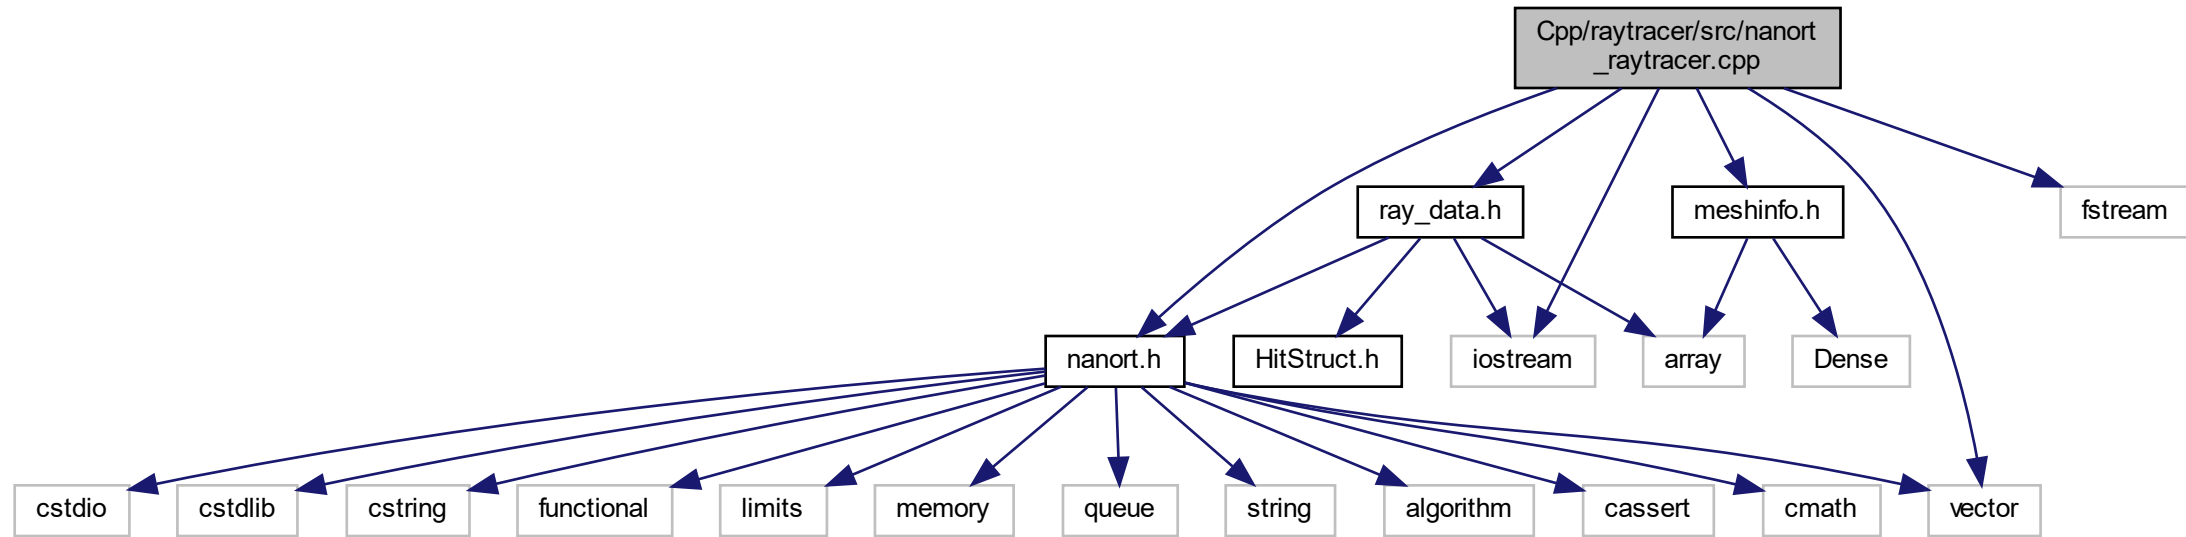 Cpp/raytracer/src/nanort
_raytracer.cpp
ray_data.h
meshinfo.h
fstream
nanort.h
HitStruct.h
iostream
array
Dense
cstdio
cstdlib
cstring
functional
limits
memory
queue
string
algorithm
cassert
cmath
vector